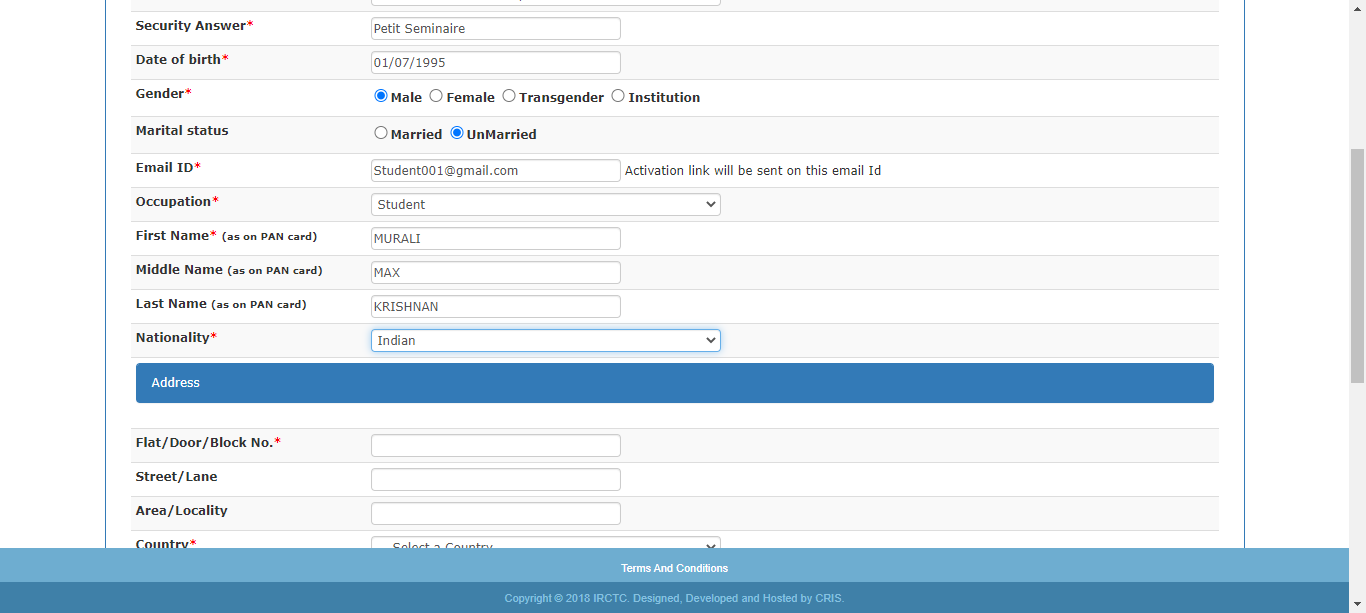 Security Answer* Petit Seminaire
Date of birth* 01/07/1995
Gender* Male Female Transgender Institution
Marital status Married UnMarried
Email ID* Student001@gmail.com Activation link will be sent on this email Id
Occupation* Student
First Name* (as on PAN card) MURALI
Middle Name (as on PAN card) MAX
Last Name (as on PAN card) KRISHNAN
Nationality* Indian
Address
Flat/Door/Block No.*
Street/Lane
Area/Locality
Country* Select a Country
Terms And Conditions
Copyright © 2018 IRCTC. Designed, Developed and Hosted by CRIS.